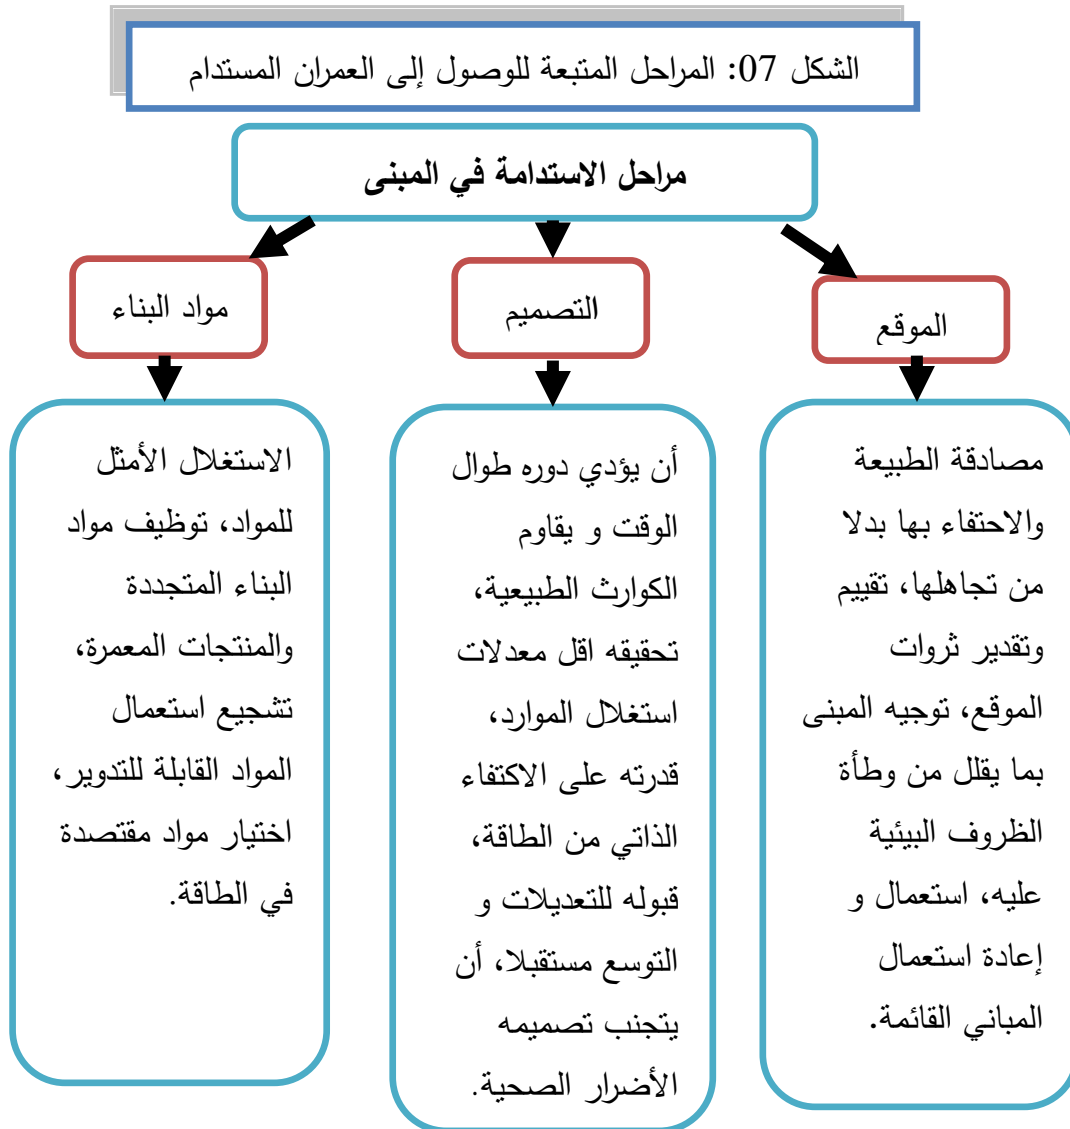 الشكل 07: المراحل المتبعة للوصول إلى العمران المستدام
مراحل الاستدامة في المبنى
الموقع
التصميم
مواد البناء
مصادقة الطبيعة
والاحتفاء بها بدلا
من تجاهلها، تقييم
وتقدير ثروات
الموقع، توجيه المبنى
بما يقلل من وطأة
الظروف البيئية
عليه، استعمال و
إعادة استعمال
المباني القائمة.
أن يؤدي دوره طوال
الوقت و يقاوم
الكوارث الطبيعية،
تحقيقه اقل معدلات
استغلال الموارد،
قدرته على الاكتفاء
الذاتي من الطاقة،
قبوله للتعديلات و
التوسع مستقبلا، أن
يتجنب تصميمه
الأضرار الصحية.
الاستغلال الأمثل
للمواد، توظيف مواد
البناء المتجددة
والمنتجات المعمرة،
تشجيع استعمال
المواد القابلة للتدوير،
اختيار مواد مقتصدة
في الطاقة.